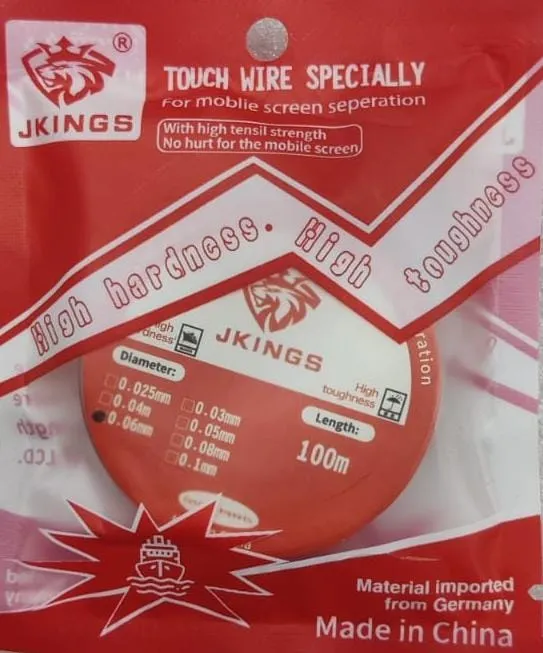 ®
JKINGS
TOUCH WIRE SPECIALLY
For moblie screen seperation
With high tensil strength
No hurt for the mobile screen
High hardness. High toughness
JKINGS
High
toughness
Diameter:
0.025mm
0.04m
0.06mm
0.03mm
0.05mm
0.08mm
0.1mm
Length:
100m
Material imported
from Germany
Made in China